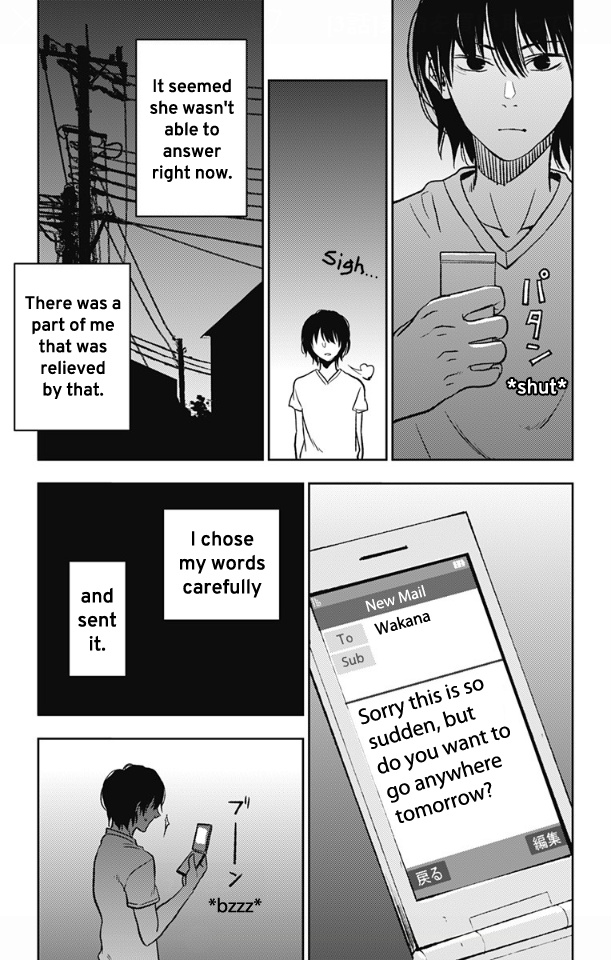 パタン
*shut*
Sigh...
It seemed
she wasn't
able to
answer
right now.
There was a
part of me
that was
relieved
by that.
New Mail
To
Wakana
Sub
Sorry this is so
sudden, but
do you want to
go anywhere
tomorrow?
戻る
編集
I chose
my words
carefully
and
sent
it.
ブーーン
*bzzz*